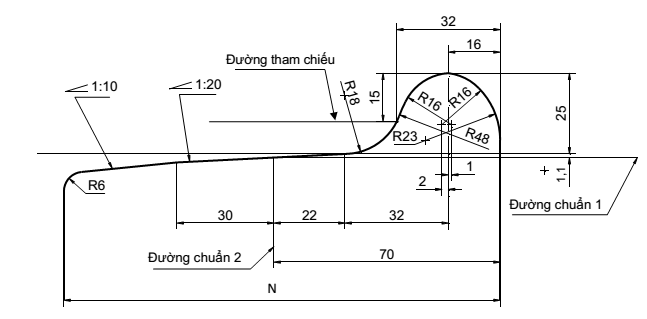 32
16
Đường tham chiếu
1:10
1:20
R18
15
R16
R16
25
R23
R48
R6
1
2
1,1
30
22
32
Đường chuẩn 1
Đường chuẩn 2
70
N